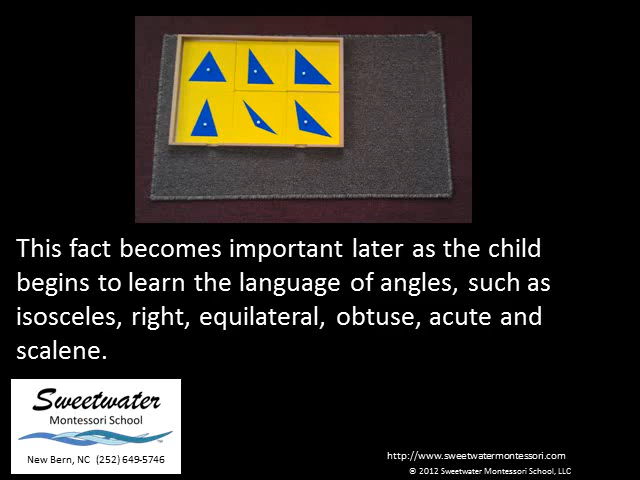 This fact becomes important later as the child
begins to learn the language of angles, such as
isosceles, right, equilateral, obtuse, acute and
scalene.
Sweetwater
Montessori School
New Bern, NC (252) 649-5746
http://www.sweetwatermontessori.com
© 2012 Sweetwater Montessori School, LLC